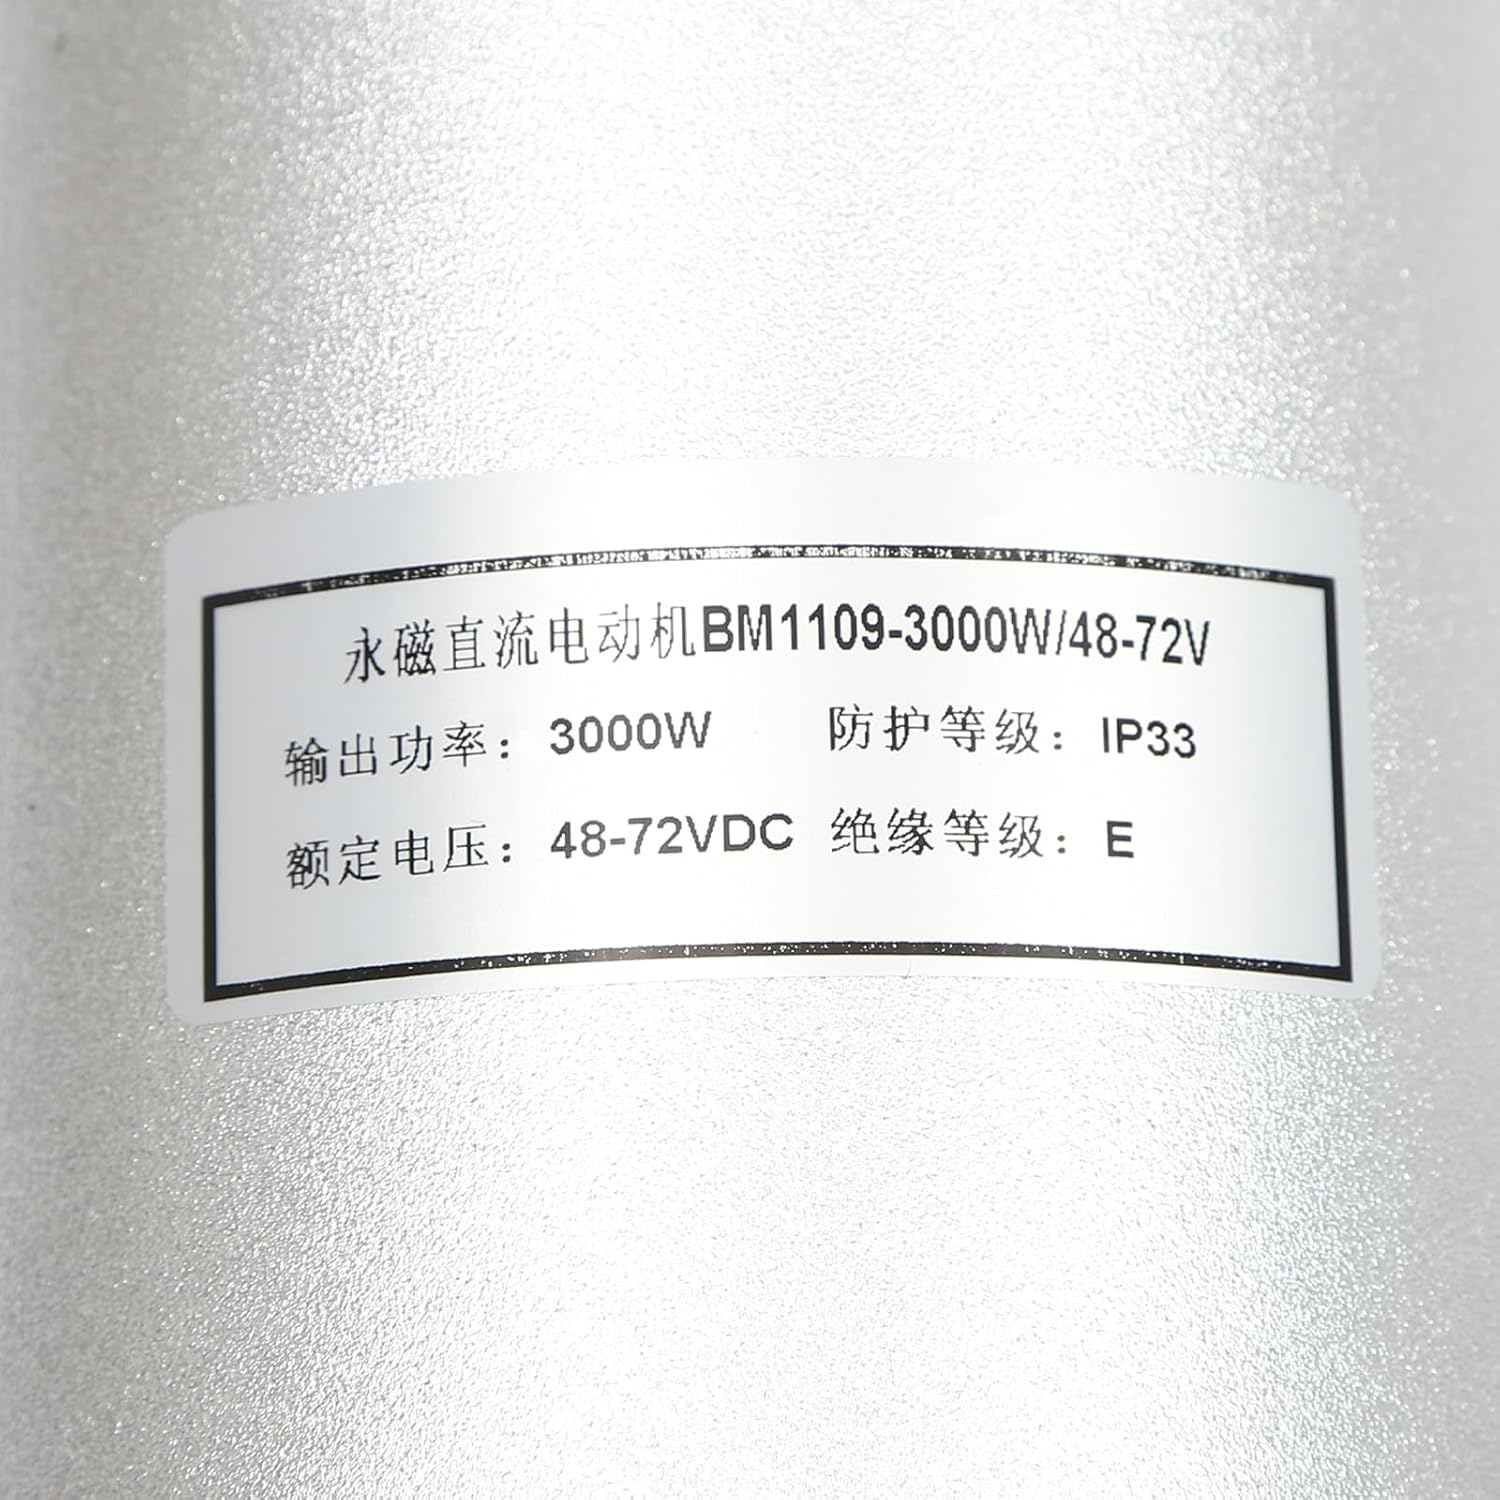 永磁直流电动机BM1109-3000W/48-72V
输出功率：3000W 防护等级：IP33
额定电压：48-72VDC 绝缘等级：E